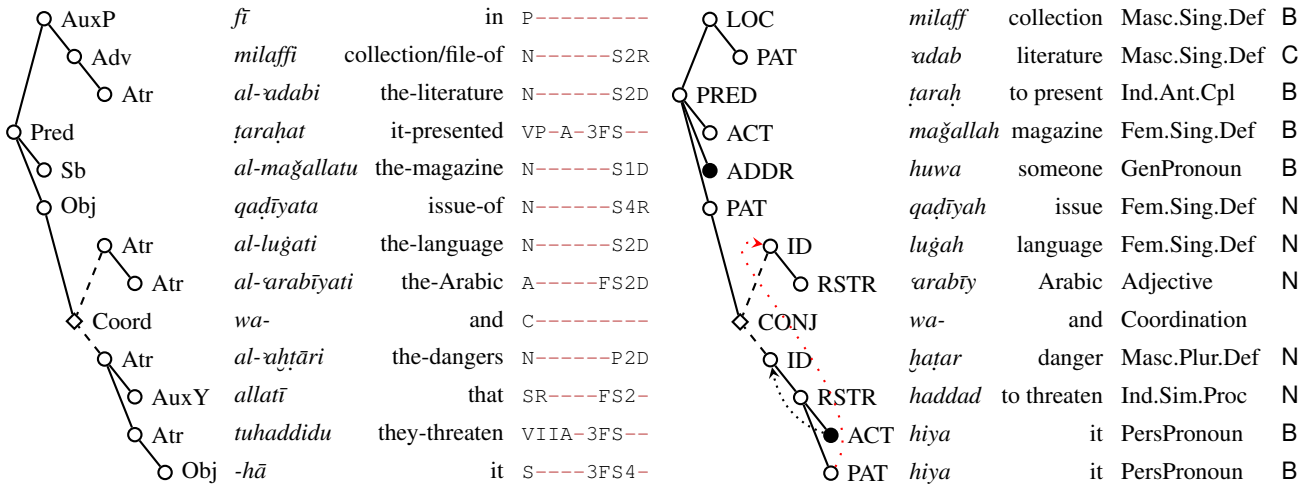 AuxP fī in P--------- LOC milaff collection Masc.Sing.Def B
Adv milaffi collection/file-of N------S2R PAT ʾadab literature Masc.Sing.Def C
Atr al-ʾadabi the-literature N------S2D PRED ṭaraḥ to present Ind.Ant.Cpl B
Pred ṭaraḥat it-presented VP-A-3FS-- ACT maǧallah magazine Fem.Sing.Def B
Sb al-maǧallatu the-magazine N------S1D ADDR huwa someone GenPronoun B
Obj qaḍīyata issue-of N------S4R PAT qaḍīyah issue Fem.Sing.Def N
Atr al-luġati the-language N------S2D ID luġah language Fem.Sing.Def N
Atr al-ʿarabīyati the-Arabic A-----FS2D RSTR ʿarabīy Arabic Adjective N
Coord wa- and C--------- CONJ wa- and Coordination
Atr al-ʾaḫṭāri the-dangers N------P2D ID ḫaṭar danger Masc.Plur.Def N
AuxY allatī that SR----FS2- RSTR haddad to threaten Ind.Sim.Proc N
Atr tuhaddidu they-threaten VIIA-3FS-- ACT hiya it PersPronoun B
Obj -hā it S----3FS4- PAT hiya it PersPronoun B